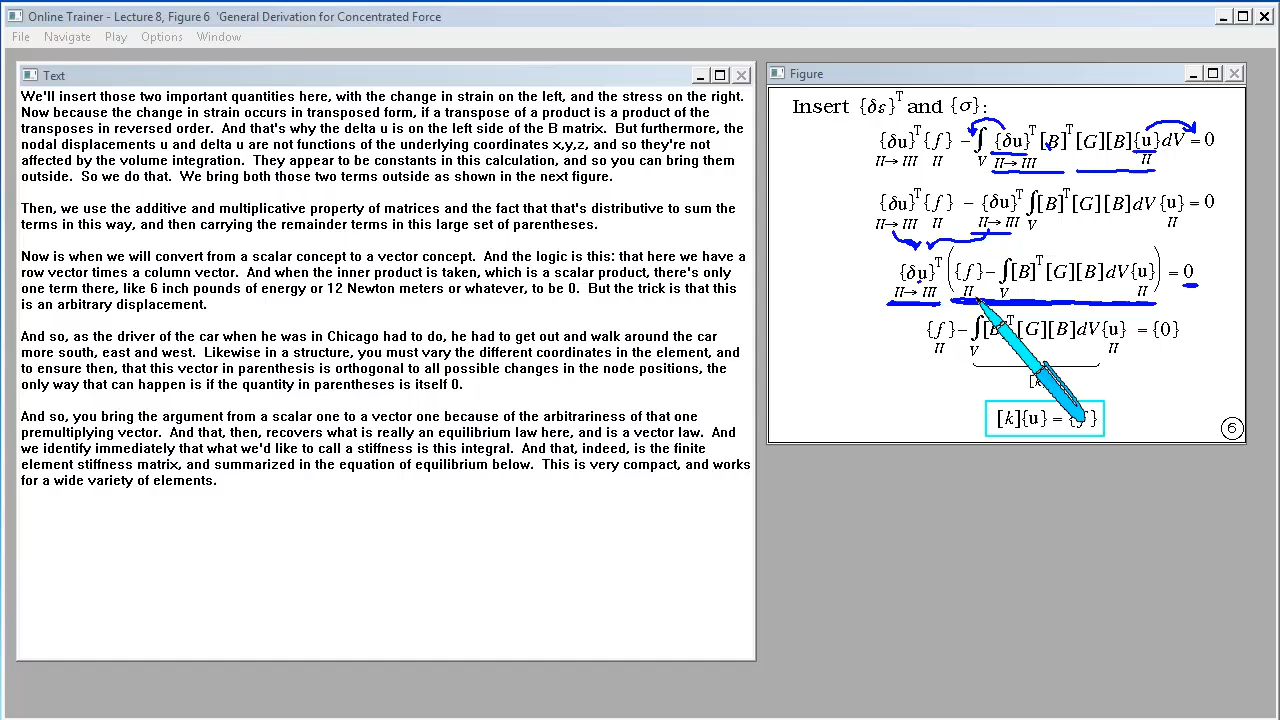 Online Trainer - Lecture 8, Figure 6 'General Derivation for Concentrated Force
File Navigate Play Options Window
Text
We'll insert those two important quantities here, with the change in strain on the left, and the stress on the right.
Now because the change in strain occurs in transposed form, if a transpose of a product is a product of the
transposes in reversed order. And that's why the delta u is on the left side of the B matrix. But furthermore, the
nodal displacements u and delta u are not functions of the underlying coordinates x,y,z, and so they're not
affected by the volume integration. They appear to be constants in this calculation, and so you can bring them
outside. So we do that. We bring both those two terms outside as shown in the next figure.
Then, we use the additive and multiplicative property of matrices and the fact that that's distributive to sum the
terms in this way, and then carrying the remainder terms in this large set of parentheses.
Now is when we will convert from a scalar concept to a vector concept. And the logic is this: that here we have a
row vector times a column vector. And when the inner product is taken, which is a scalar product, there's only
one term there, like 6 inch pounds of energy or 12 Newton meters or whatever, to be 0. But the trick is that this
is an arbitrary displacement.
And so, as the driver of the car when he was in Chicago had to do, he had to get out and walk around the car
more south, east and west. Likewise in a structure, you must vary the different coordinates in the element, and
to ensure then, that this vector in parenthesis is orthogonal to all possible changes in the node positions, the
only way that can happen is if the quantity in parentheses is itself 0.
And so, you bring the argument from a scalar one to a vector one because of the arbitrariness of that one
premultiplying vector. And that, then, recovers what is really an equilibrium law here, and is a vector law. And
we identify immediately that what we'd like to call a stiffness is this integral. And that, indeed, is the finite
element stiffness matrix, and summarized in the equation of equilibrium below. This is very compact, and works
for a wide variety of elements.
Figure
Insert {δε}ᵀ and {σ}:
{δu}ᵀ{f} − ∫ {δu}ᵀ[B]ᵀ[G][B]{u}dV = 0
II→III II V II→III II
{δu}ᵀ{f} − {δu}ᵀ∫[B]ᵀ[G][B]dV{u} = 0
II→III II II→III V II
{δu}ᵀ({f}−∫[B]ᵀ[G][B]dV{u}) = 0
II→III II V II
{f}−∫[B]ᵀ[G][B]dV{u} = {0}
II V II
[k
[k]{u} = {f}
6